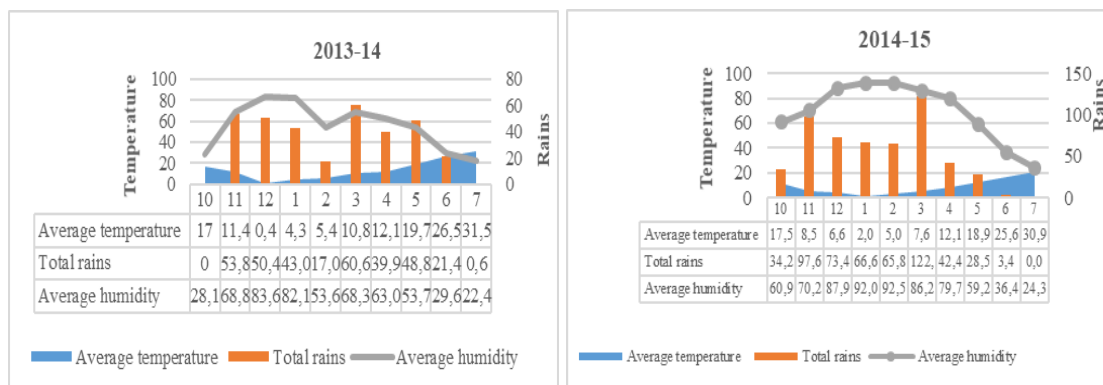 2013-14
Temperature
100
80
60
40
20
0
80
60
40
20
0
Rains
10 11 12 1 2 3 4 5 6 7
Average temperature 17 11,4 0,4 4,3 5,4 10,8 12,1 19,7 26,5 31,5
Total rains 0 53,8 50,4 43,0 17,0 60,6 39,9 48,8 21,4 0,6
Average humidity 28,1 68,8 83,6 82,1 53,6 68,3 63,0 53,7 29,6 22,4
Average temperature Total rains Average humidity
2014-15
Temperature
100
80
60
40
20
0
150
100
50
0
Rains
10 11 12 1 2 3 4 5 6 7
Average temperature 17,5 8,5 6,6 2,0 5,0 7,6 12,1 18,9 25,6 30,9
Total rains 34,2 97,6 73,4 66,6 65,8 122, 42,4 28,5 3,4 0,0
Average humidity 60,9 70,2 87,9 92,0 92,5 86,2 79,7 59,2 36,4 24,3
Average temperature Total rains Average humidity